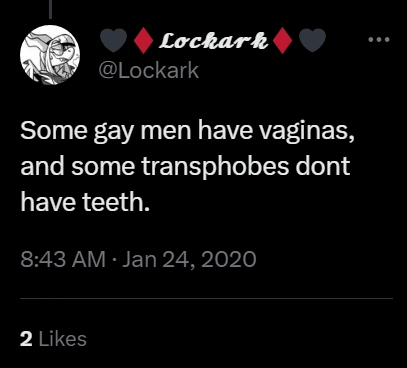 🖤♦️𝓛𝓸𝓬𝓴𝓪𝓻𝓴♦️🖤
@Lockark
Some gay men have vaginas,
and some transphobes dont
have teeth.
8:43 AM · Jan 24, 2020
2 Likes